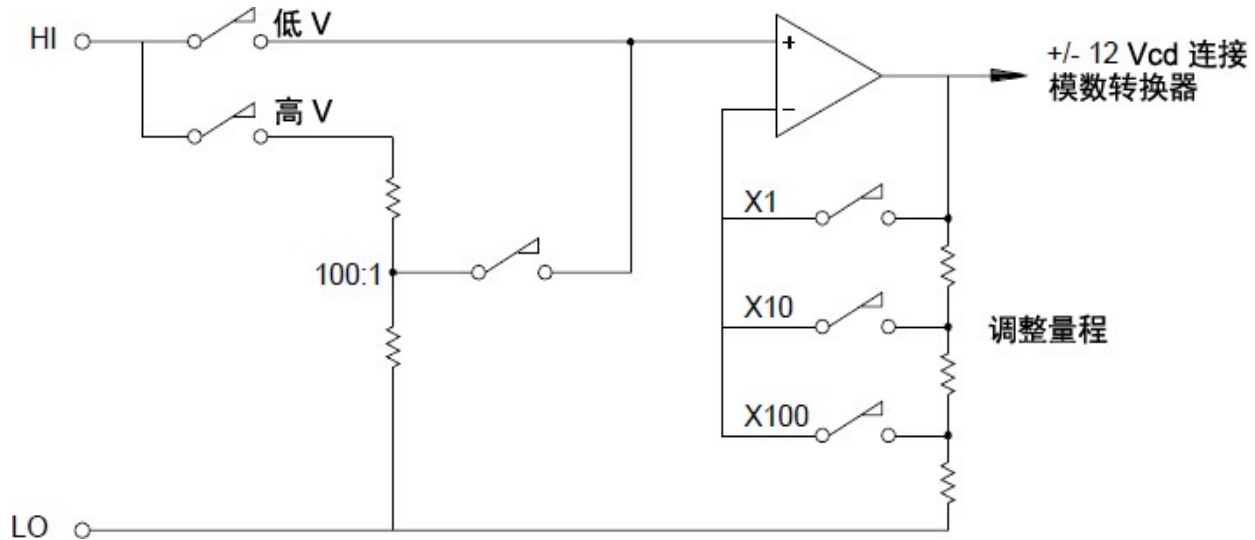 HI
低 V
+/- 12 Vcd 连接
模数转换器
高 V
+
−
X1
100:1
X10
调整量程
X100
LO